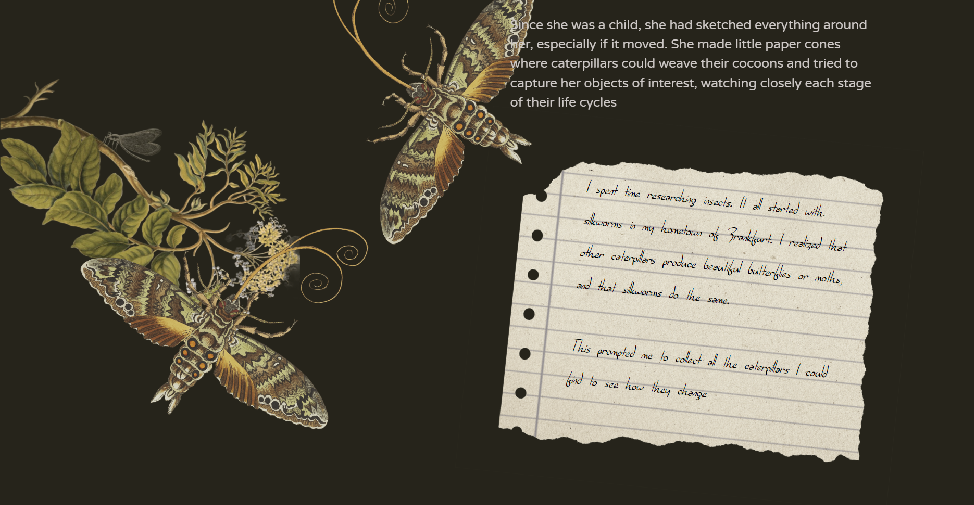 Since she was a child, she had sketched everything around
her, especially if it moved. She made little paper cones
where caterpillars could weave their cocoons and tried to
capture her objects of interest, watching closely each stage
of their life cycles
I spent time researching insects. It all started with
silkworms in my hometown of Frankfurt. I realized that
other caterpillars produce beautiful butterflies or moths,
and that silkworms do the same.
This prompted me to collect all the caterpillars I could
find to see how they change